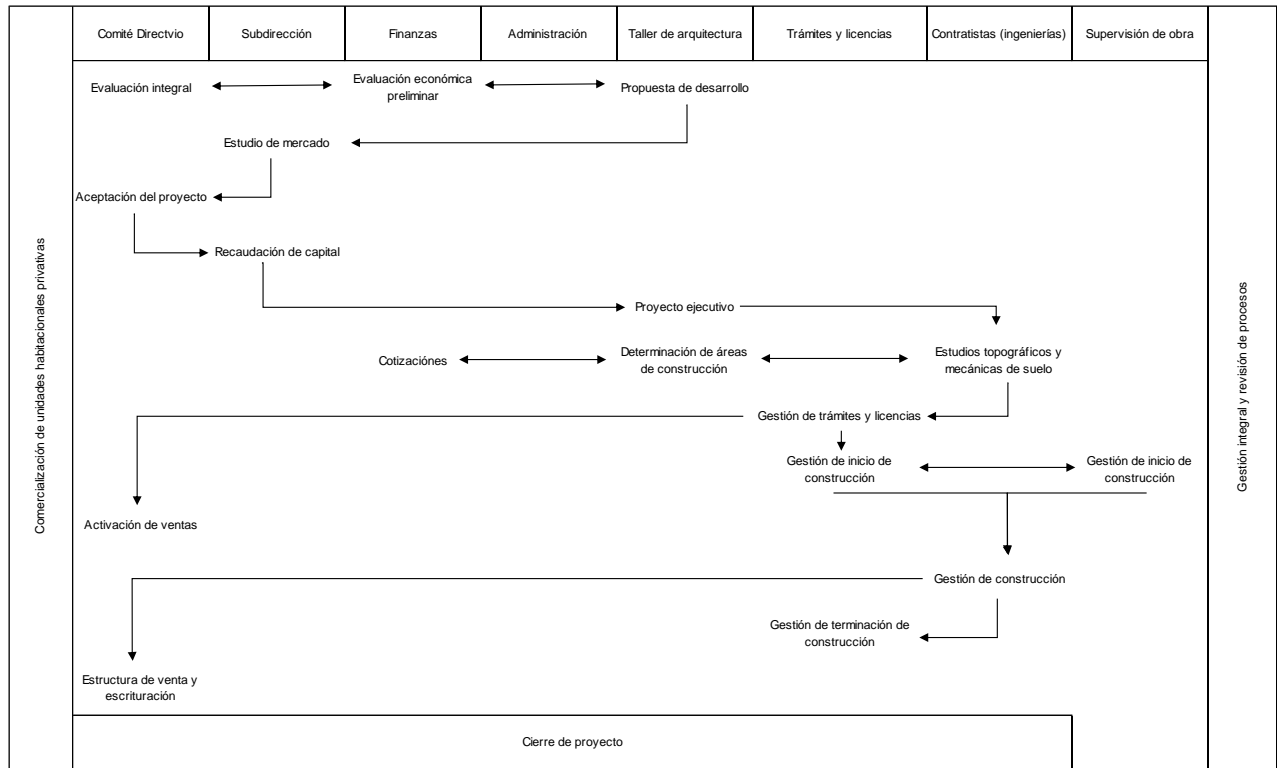 Comité Directvio
Subdirección
Finanzas
Administración
Taller de arquitectura
Trámites y licencias
Contratistas (ingenierías)
Supervisión de obra
Evaluación integral
Evaluación económica
preliminar
Propuesta de desarrollo
Estudio de mercado
Aceptación del proyecto
Recaudación de capital
Proyecto ejecutivo
Cotizaciónes
Determinación de áreas
de construcción
Estudios topográficos y
mecánicas de suelo
Gestión de trámites y licencias
Gestión de inicio de
construcción
Gestión de inicio de
construcción
Activación de ventas
Gestión de construcción
Gestión de terminación de
construcción
Estructura de venta y
escrituración
Cierre de proyecto
Comercialización de unidades habitacionales privativas
Gestión integral y revisión de procesos